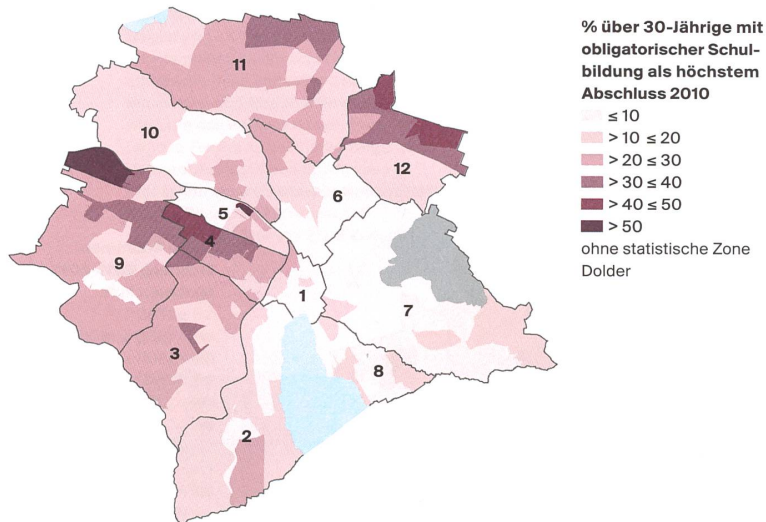 % über 30-Jährige mit
obligatorischer Schul-
bildung als höchstem
Abschluss 2010
≤ 10
> 10 ≤ 20
> 20 ≤ 30
> 30 ≤ 40
> 40 ≤ 50
> 50
ohne statistische Zone
Dolder
11
10
12
6
5
4
9
1
7
3
8
2